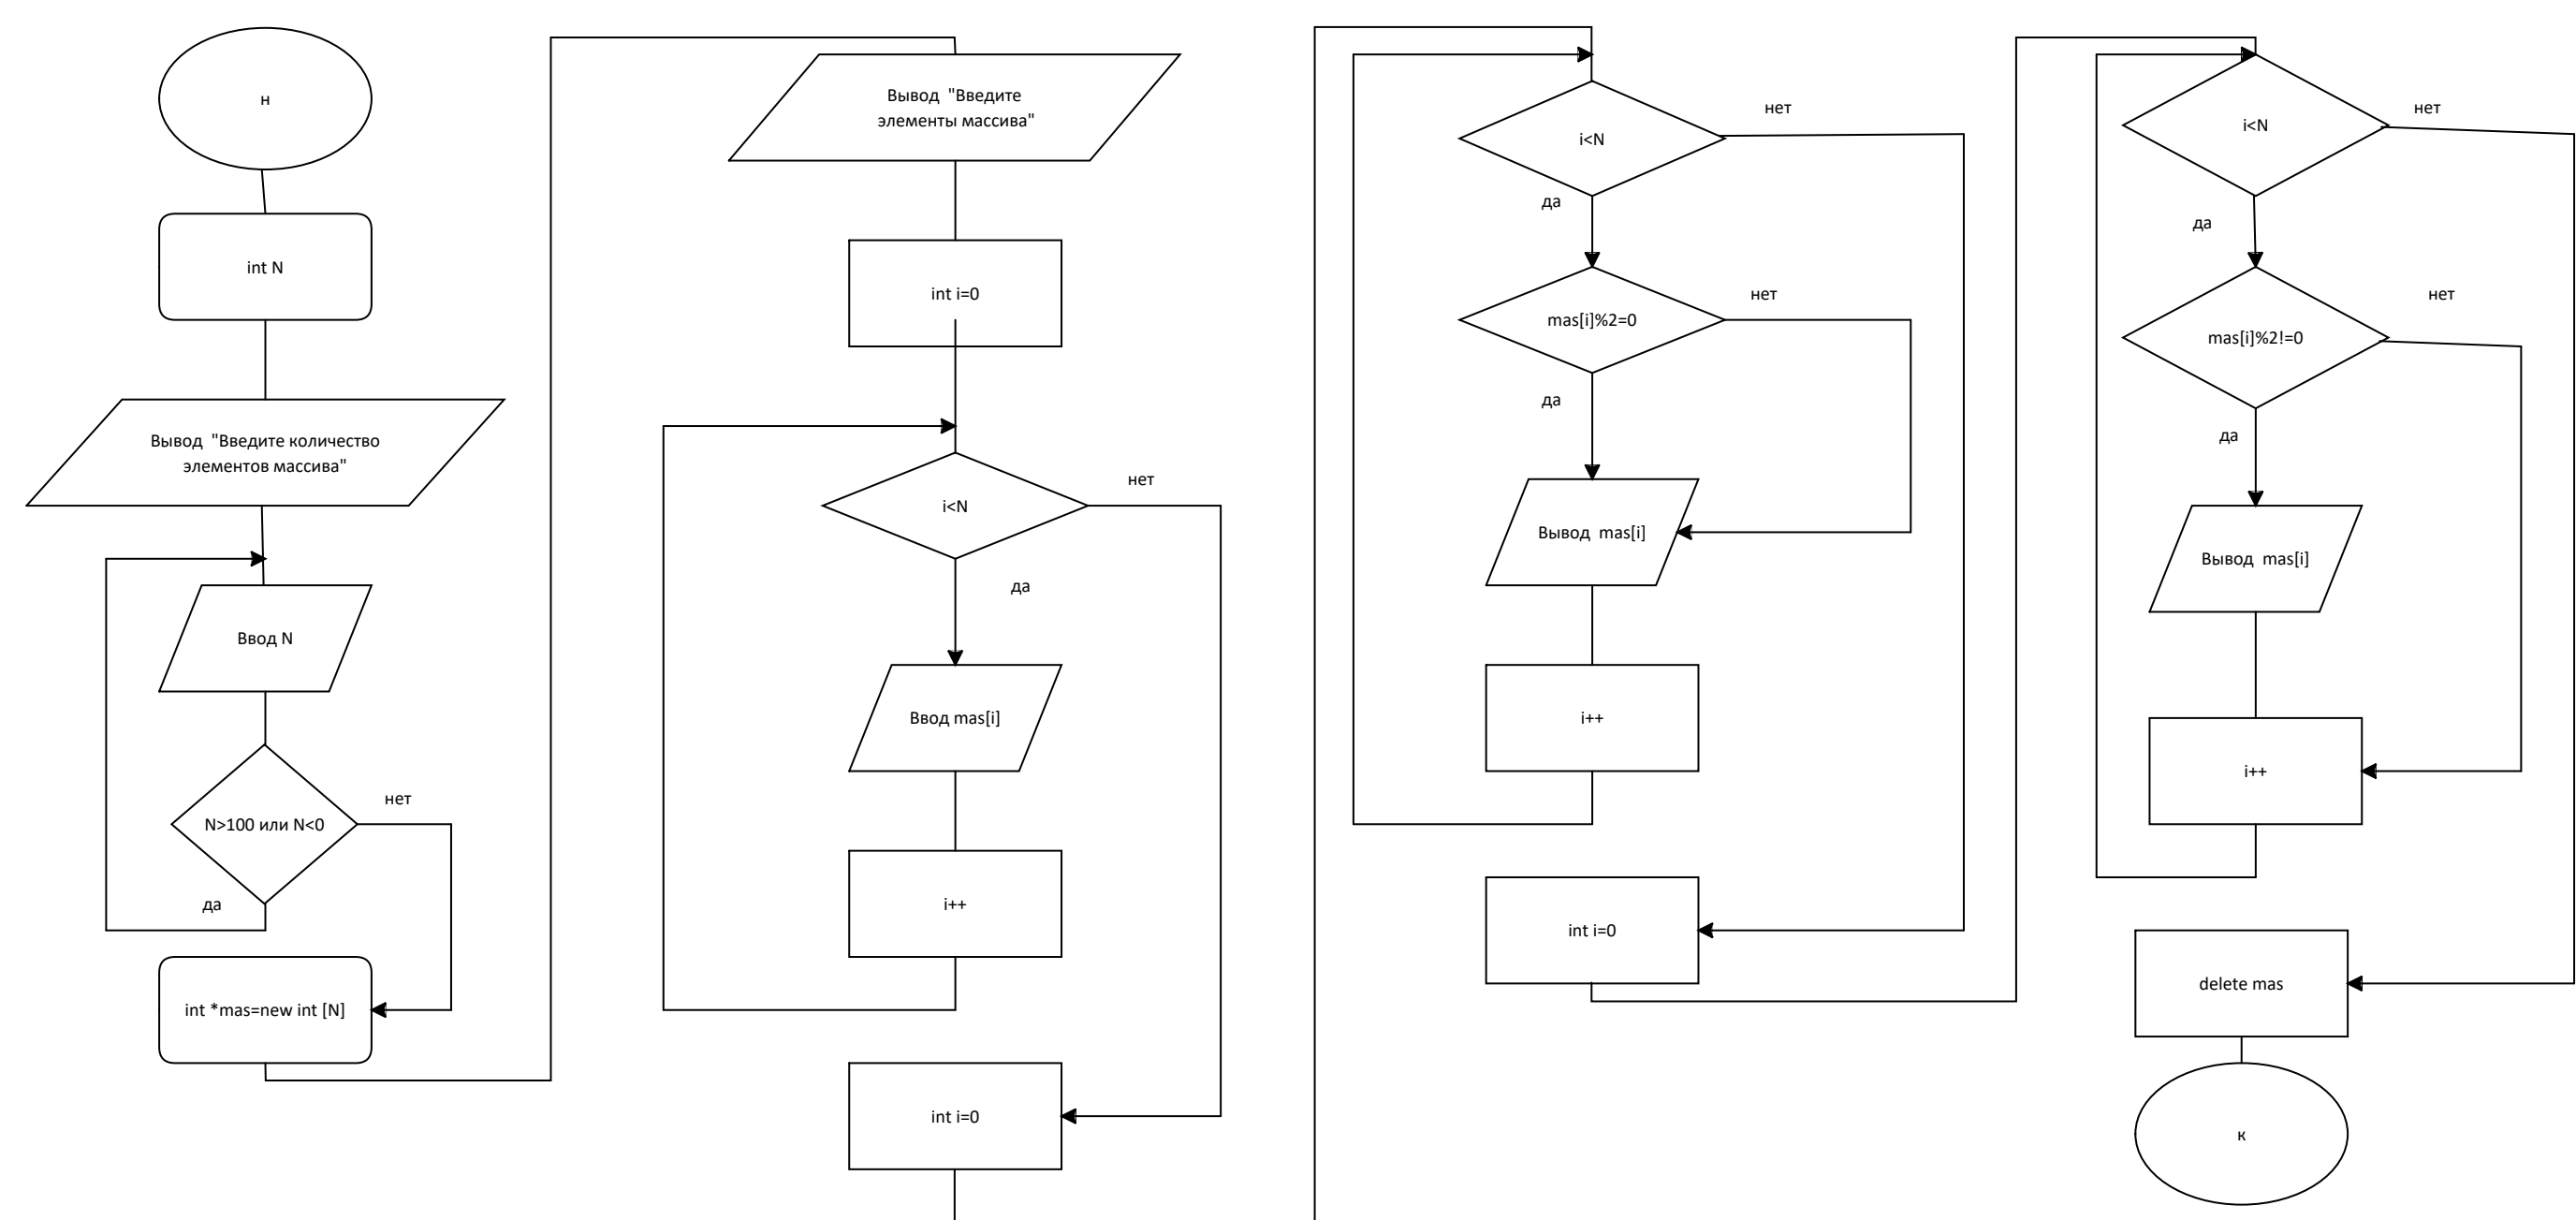 н
int N
Вывод "Введите количество
элементов массива"
Ввод N
N>100 или N<0
нет
да
int *mas=new int [N]
Вывод "Введите
элементы массива"
int i=0
i<N
нет
да
Ввод mas[i]
i++
int i=0
i<N
нет
да
mas[i]%2=0
нет
да
Вывод mas[i]
i++
int i=0
i<N
нет
да
mas[i]%2!=0
нет
да
Вывод mas[i]
i++
delete mas
к